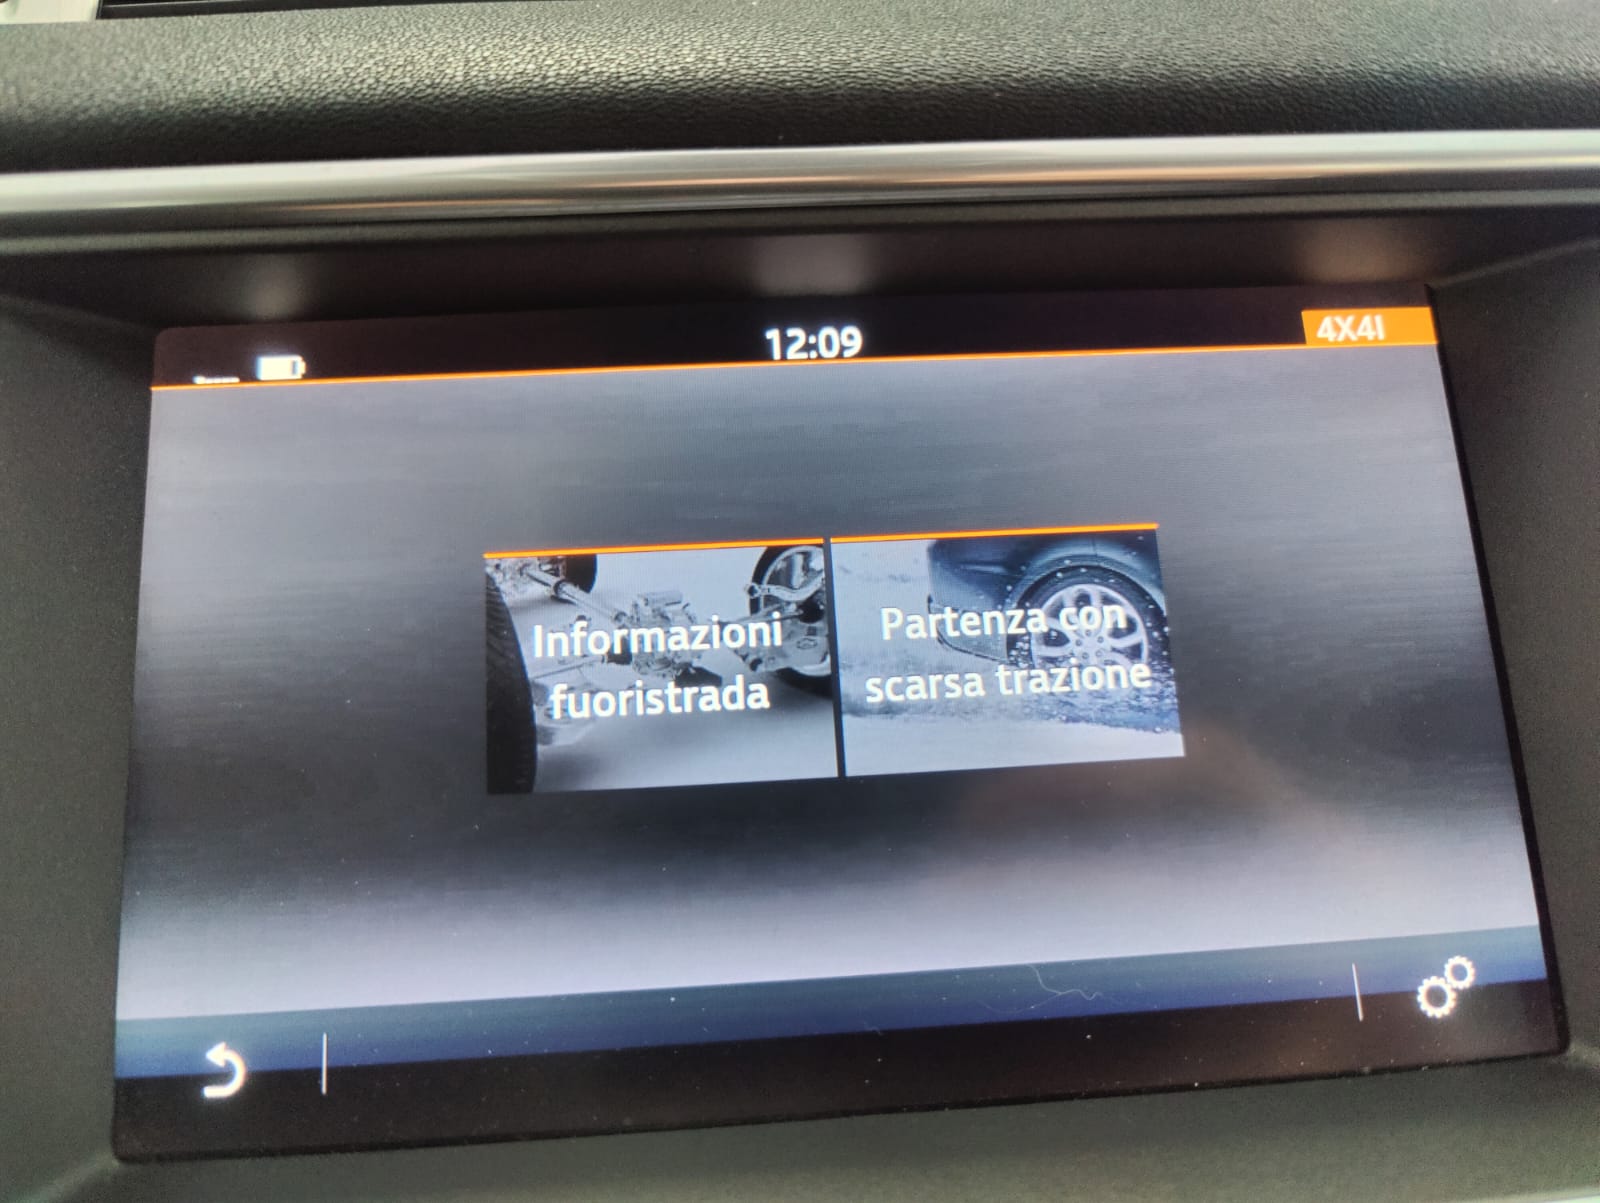 12:09
4X4I
Informazioni
fuoristrada
Partenza con
scarsa trazione